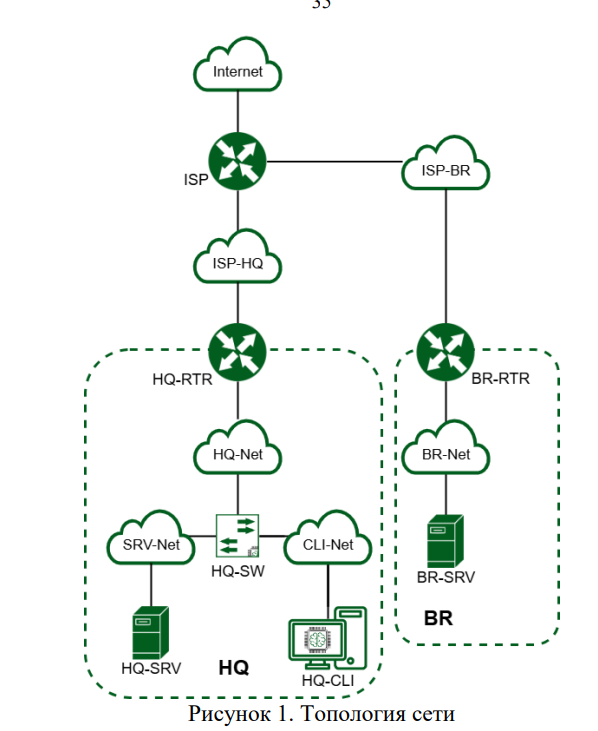 35
Internet
ISP
ISP-BR
ISP-HQ
HQ-RTR
BR-RTR
HQ-Net
BR-Net
SRV-Net
CLI-Net
HQ-SW
BR-SRV
BR
HQ-SRV
HQ
HQ-CLI
Рисунок 1. Топология сети